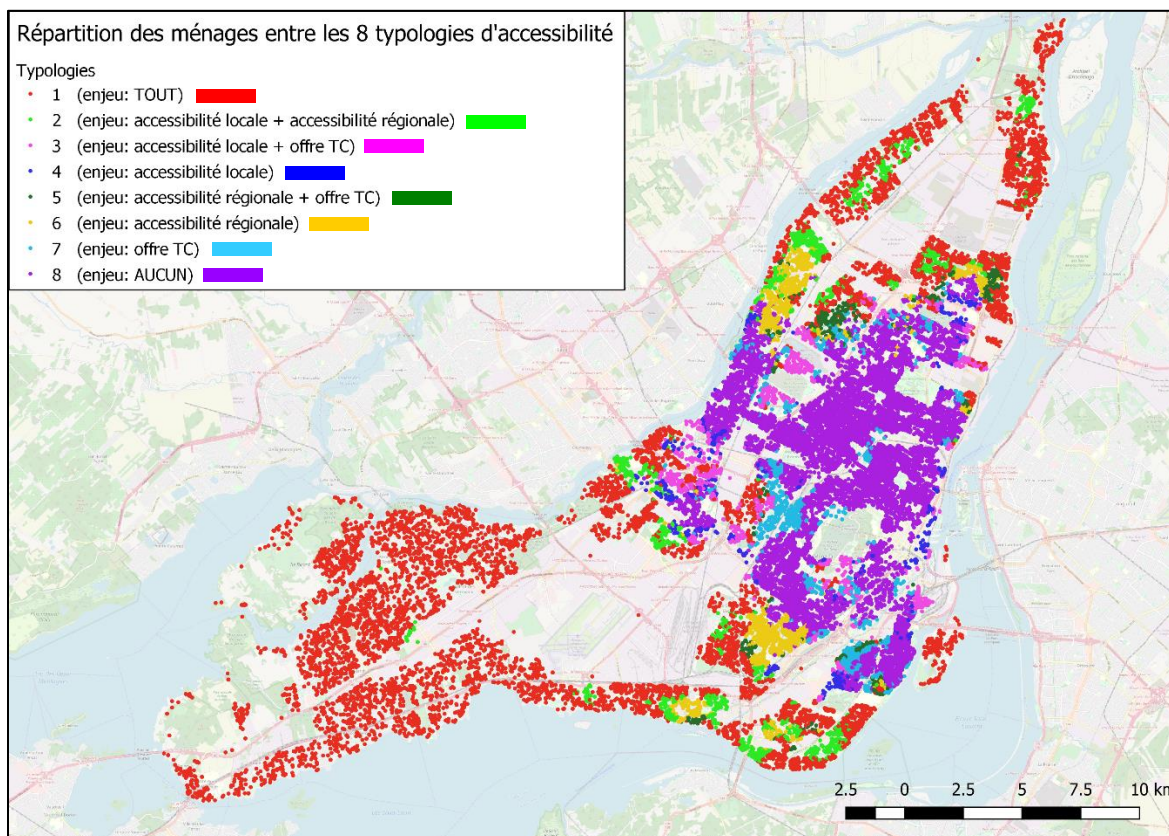 Répartition des ménages entre les 8 typologies d'accessibilité
Typologies
1 (enjeu: TOUT)
2 (enjeu: accessibilité locale + accessibilité régionale)
3 (enjeu: accessibilité locale + offre TC)
4 (enjeu: accessibilité locale)
5 (enjeu: accessibilité régionale + offre TC)
6 (enjeu: accessibilité régionale)
7 (enjeu: offre TC)
8 (enjeu: AUCUN)
2.5 0 2.5 5 7.5 10 km